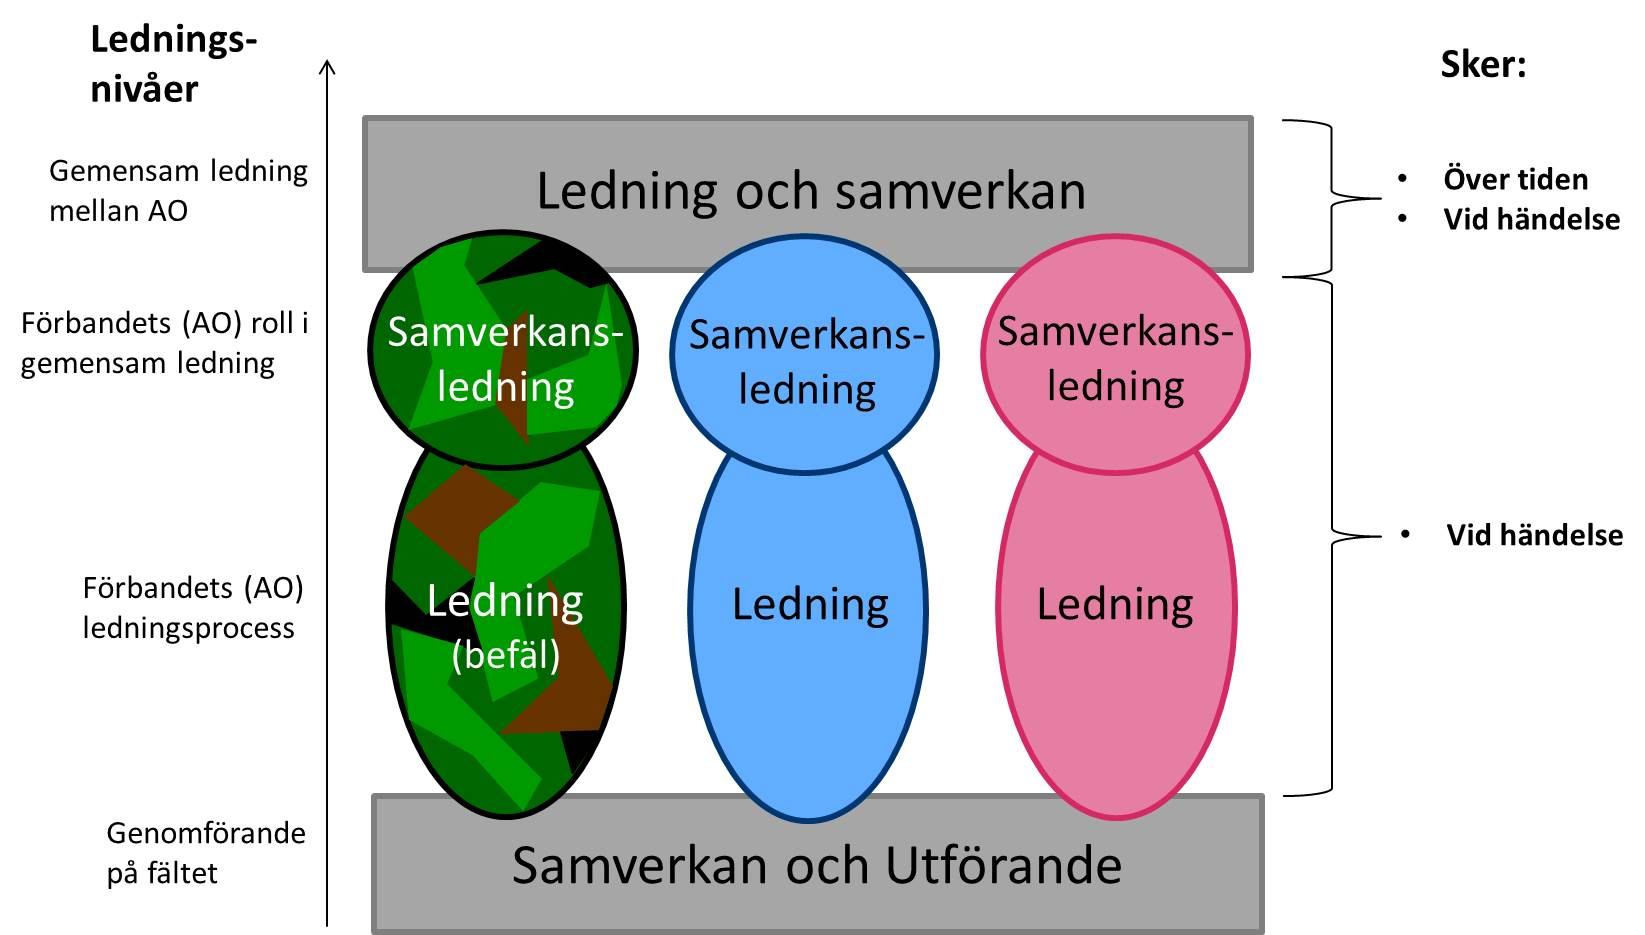 Lednings-
nivåer
Sker:
Gemensam ledning
mellan AO
Ledning och samverkan
• Över tiden
• Vid händelse
Förbandets (AO) roll i
gemensam ledning
Samverkans-
ledning
Samverkans-
ledning
Samverkans-
ledning
• Vid händelse
Förbandets (AO)
ledningsprocess
Ledning
(befäl)
Ledning
Ledning
Genomförande
på fältet
Samverkan och Utförande